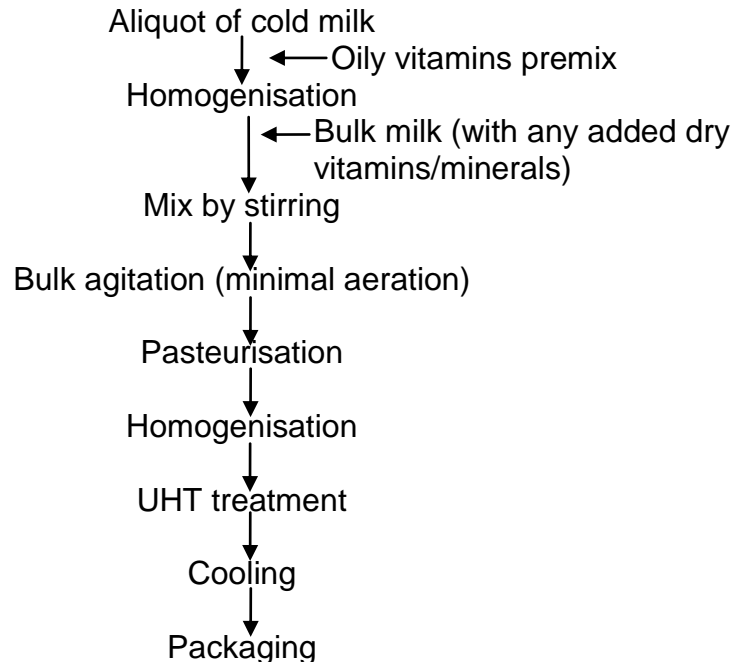 Aliquot of cold milk
Oily vitamins premix
Homogenisation
Bulk milk (with any added dry
vitamins/minerals)
Mix by stirring
Bulk agitation (minimal aeration)
Pasteurisation
Homogenisation
UHT treatment
Cooling
Packaging